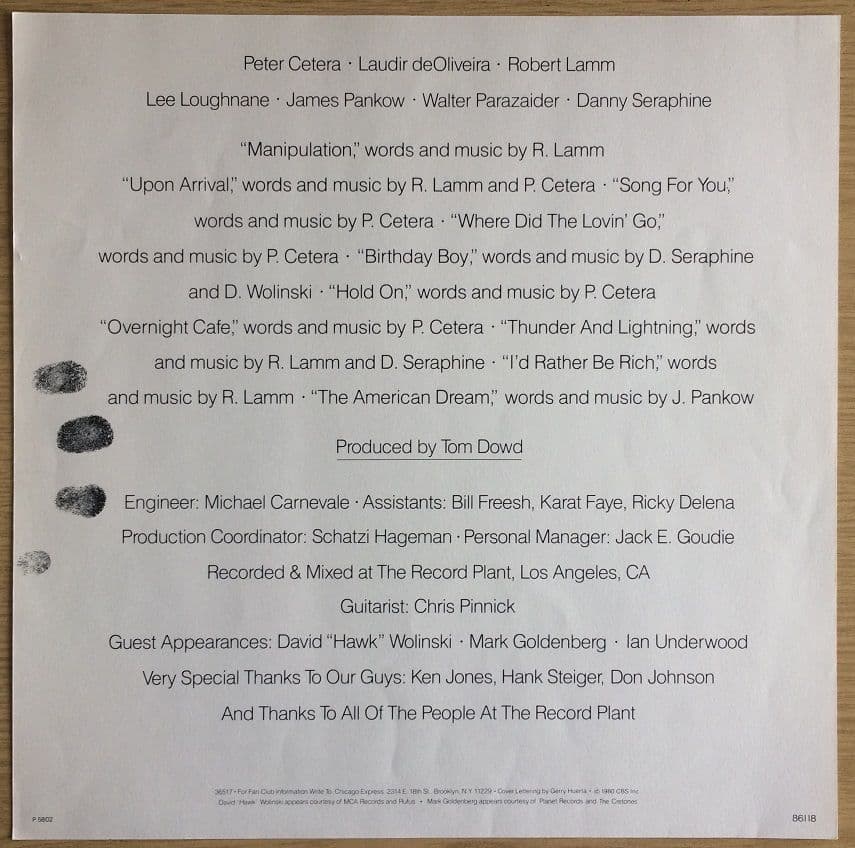 Peter Cetera · Laudir deOliveira · Robert Lamm
Lee Loughnane · James Pankow · Walter Parazaider · Danny Seraphine
“Manipulation,” words and music by R. Lamm
“Upon Arrival,” words and music by R. Lamm and P. Cetera · “Song For You,”
words and music by P. Cetera · “Where Did The Lovin’ Go,”
words and music by P. Cetera · “Birthday Boy,” words and music by D. Seraphine
and D. Wolinski · “Hold On,” words and music by P. Cetera
“Overnight Cafe,” words and music by P. Cetera · “Thunder And Lightning,” words
and music by R. Lamm and D. Seraphine · “I’d Rather Be Rich,” words
and music by R. Lamm · “The American Dream,” words and music by J. Pankow
Produced by Tom Dowd
Engineer: Michael Carnevale · Assistants: Bill Freesh, Karat Faye, Ricky Delena
Production Coordinator: Schatzi Hageman · Personal Manager: Jack E. Goudie
Recorded & Mixed at The Record Plant, Los Angeles, CA
Guitarist: Chris Pinnick
Guest Appearances: David “Hawk” Wolinski · Mark Goldenberg · Ian Underwood
Very Special Thanks To Our Guys: Ken Jones, Hank Steiger, Don Johnson
And Thanks To All Of The People At The Record Plant
36517 • For Fan Club Information Write To: Chicago Express, 2314 E. 18th St., Brooklyn, N.Y. 11229 • Cover Lettering by Gerry Huerta • © 1980 CBS Inc.
David “Hawk” Wolinski appears courtesy of MCA Records and Rufus • Mark Goldenberg appears courtesy of Planet Records and The Cretones
P.5802
86118